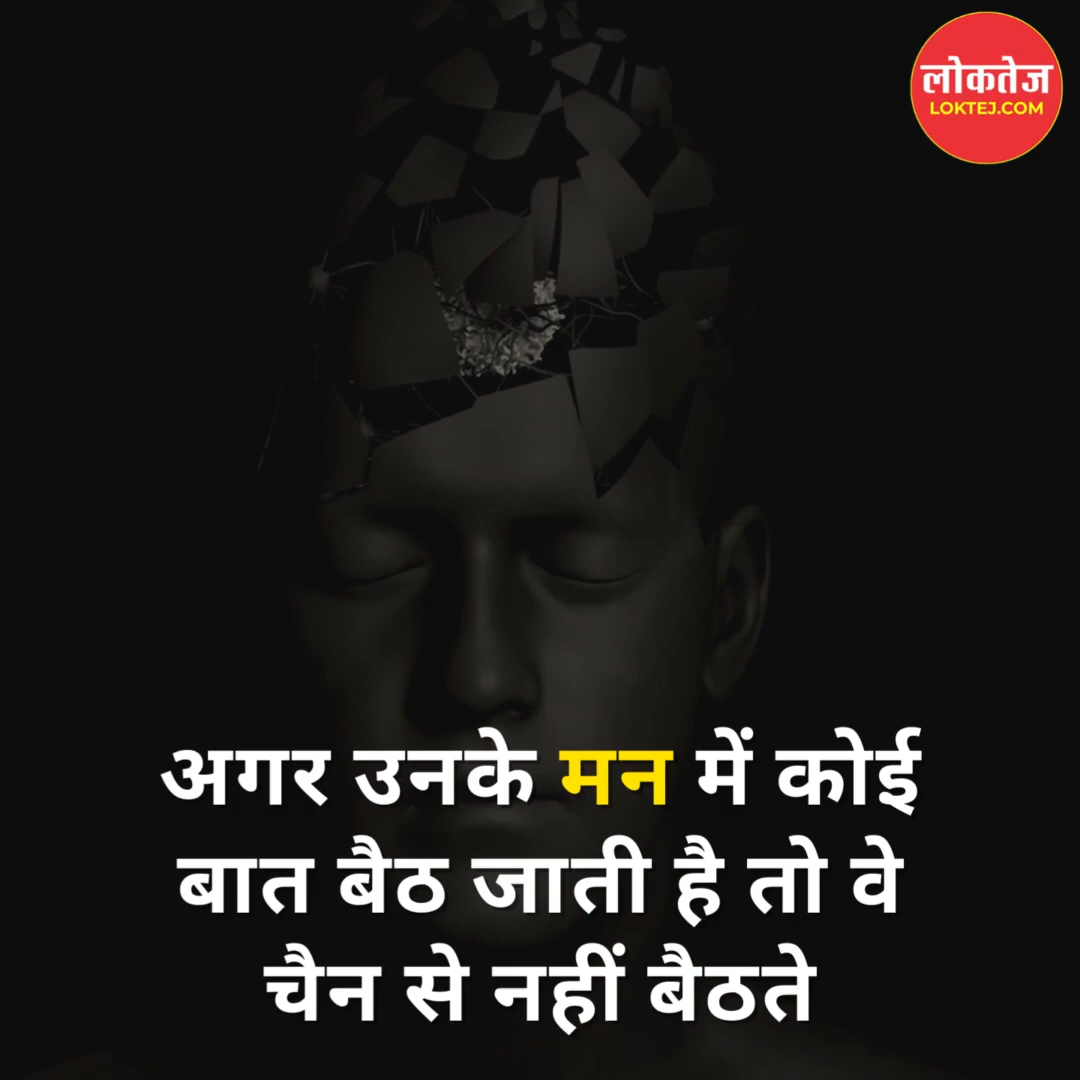 लोकतेज
LOKTEJ.COM
अगर उनके मन में कोई
बात बैठ जाती है तो वे
चैन से नहीं बैठते